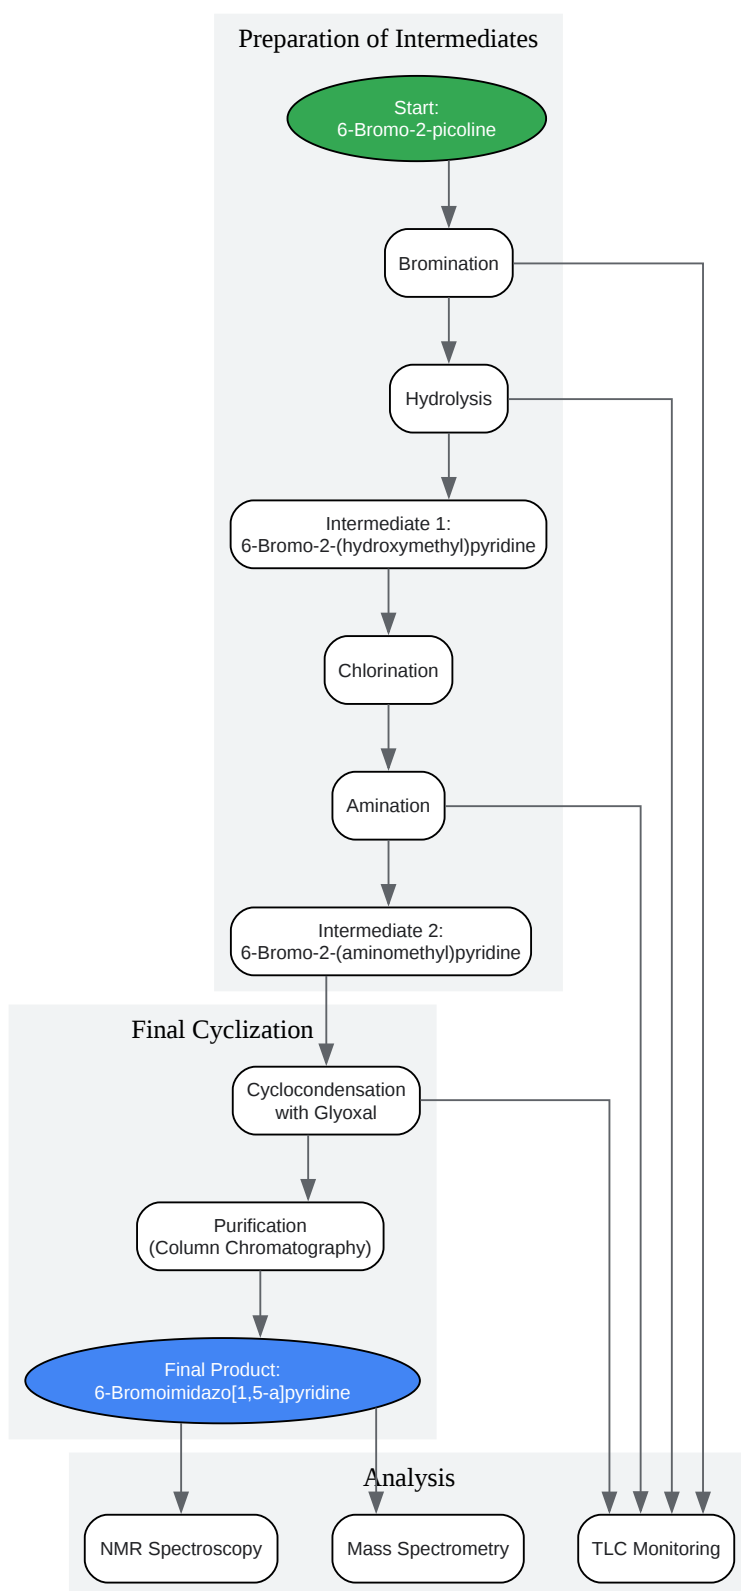 Preparation of Intermediates
Start:
6-Bromo-2-picoline
Bromination
Hydrolysis
Intermediate 1:
6-Bromo-2-(hydroxymethyl)pyridine
Chlorination
Amination
Intermediate 2:
6-Bromo-2-(aminomethyl)pyridine
Final Cyclization
Cyclocondensation
with Glyoxal
Purification
(Column Chromatography)
Final Product:
6-Bromoimidazo[1,5-a]pyridine
Analysis
NMR Spectroscopy
Mass Spectrometry
TLC Monitoring